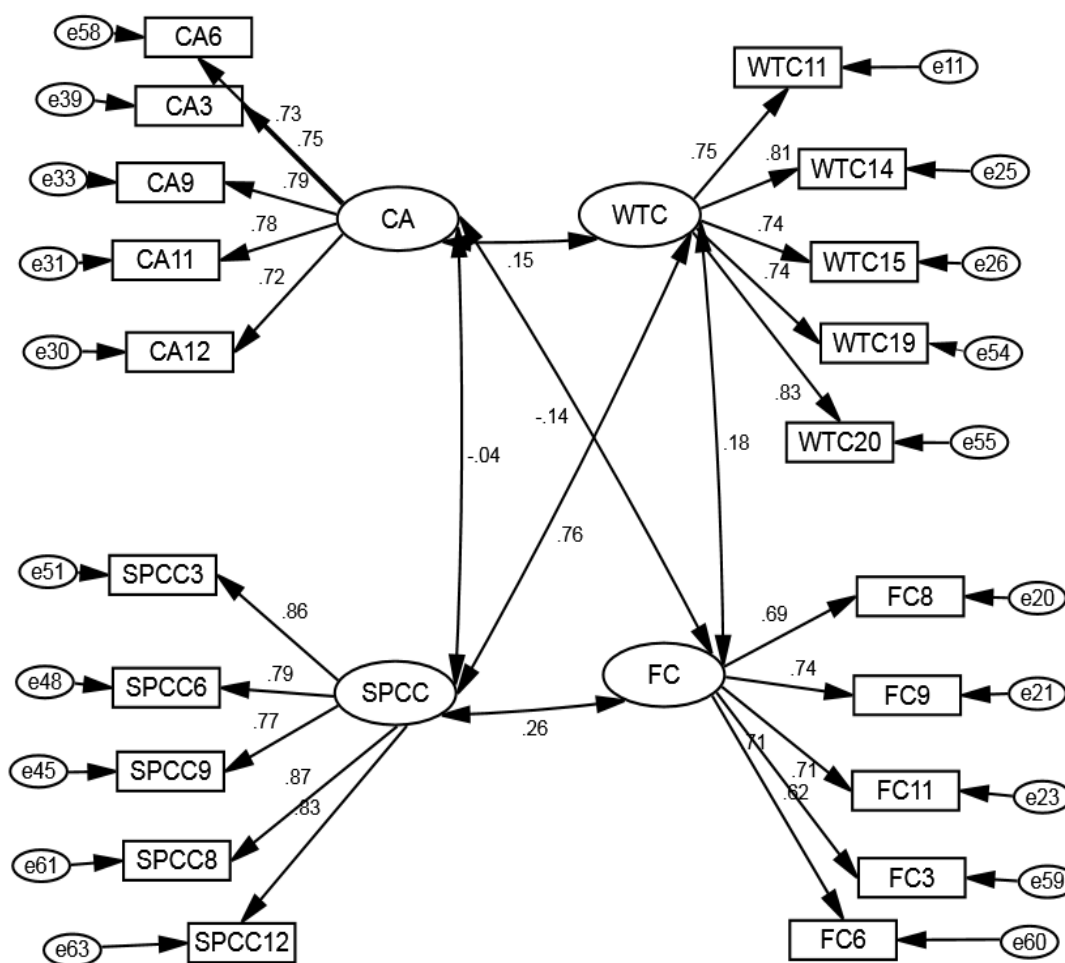 e58
CA6
e39
CA3
.73
.75
e33
CA9
.79
e31
CA11
.78
e30
CA12
.72
CA
WTC
.15
WTC11
e11
.75
WTC14
e25
.81
WTC15
e26
.74
WTC19
e54
.74
WTC20
e55
.83
-.14
-.04
.18
.76
e51
SPCC3
.86
e48
SPCC6
.79
e45
SPCC9
.77
e61
SPCC8
.87
e63
SPCC12
.83
SPCC
FC
.26
FC8
e20
.69
FC9
e21
.74
FC11
e23
.71
FC3
e59
.71
FC6
e60
.62